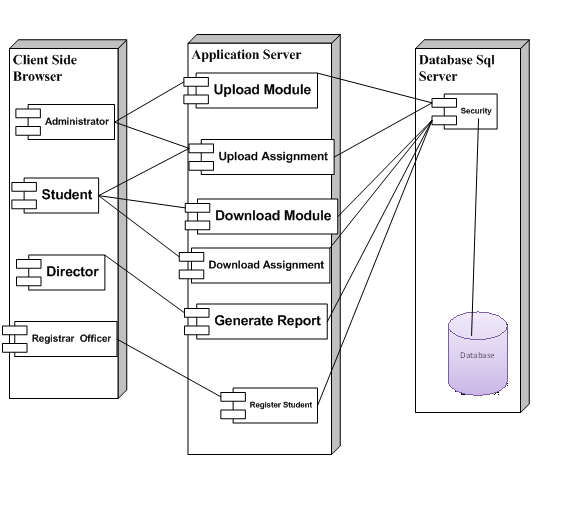 Client Side
Browser
Administrator
Student
Director
Registrar Officer
Application Server
Upload Module
Upload Assignment
Download Module
Download Assignment
Generate Report
Register Student
Database Sql
Server
Security
Database